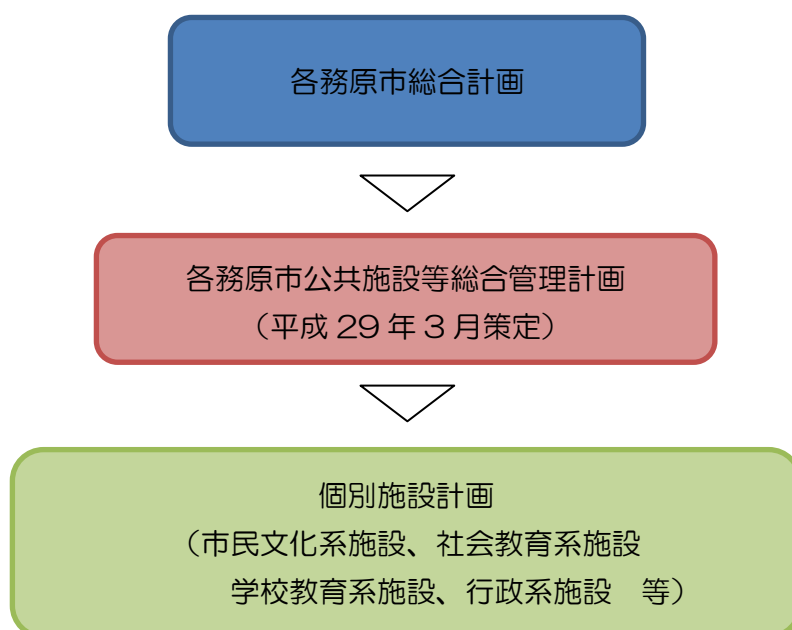 各務原市総合計画
各務原市公共施設等総合管理計画
（平成 29 年 3 月策定）
個別施設計画
（市民文化系施設、社会教育系施設
学校教育系施設、行政系施設　等）